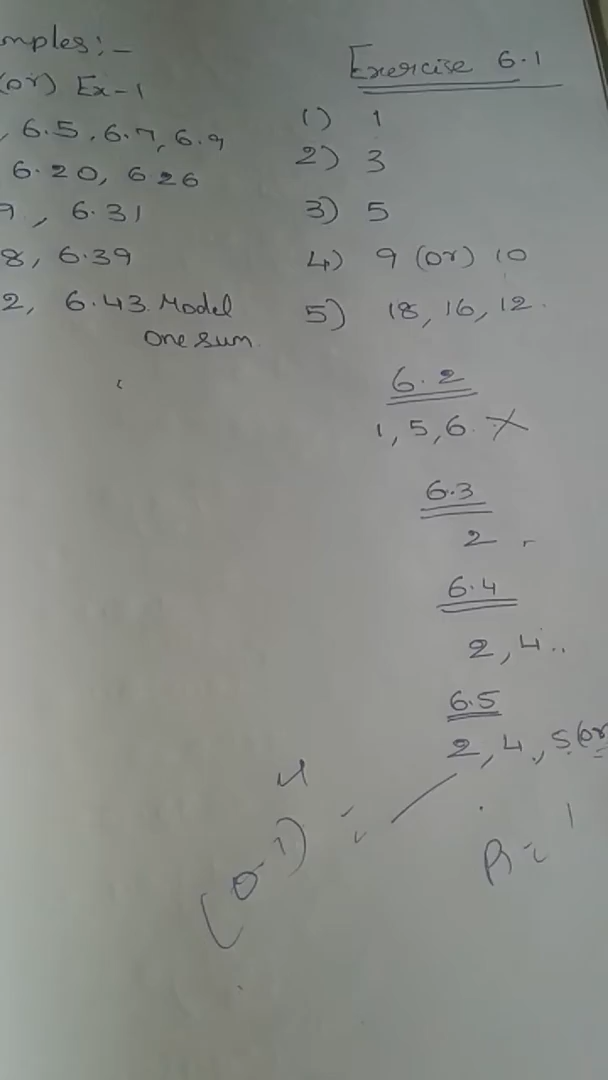 mples:-
(or) Ex-1
, 6.5, 6.7, 6.9
6.20, 6.26
9, 6.31
8, 6.39
2, 6.43. Model
One sum.
Exercise 6.1
1) 1
2) 3
3) 5
4) 9 (or) 10
5) 18, 16, 12.
6.2
1, 5, 6. X
6.3
2
6.4
2, 4..
6.5
2, 4., 5 (or